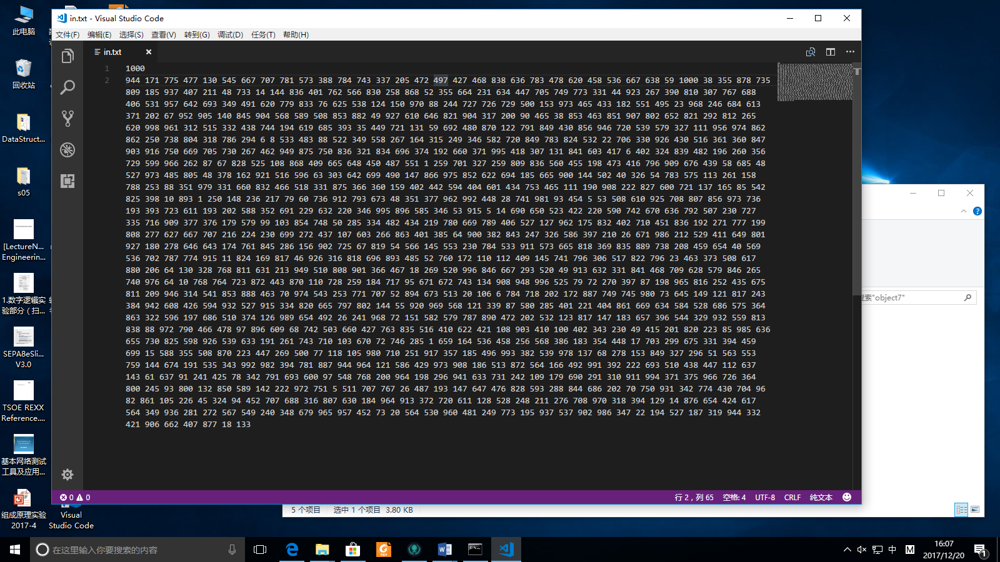 此电脑
回收站
DataStruct...
s05
[LectureN...
Engineerin...
1.数字逻辑实
验部分（扫...
SEPA8eSli...
V3.0
TSOE REXX
Reference....
基本网络测试
工具及应用...
组成原理实验
2017-4
Visual
Studio Code
in.txt - Visual Studio Code
文件(F) 编辑(E) 选择(S) 查看(V) 转到(G) 调试(D) 任务(T) 帮助(H)
in.txt
1 1000
2 944 171 775 477 130 545 667 707 781 573 388 784 743 337 205 472 497 427 468 838 636 783 478 620 458 536 667 638 59 1000 38 355 878 735
809 185 937 407 211 48 733 14 144 836 401 762 566 830 258 868 52 355 664 231 634 447 705 749 773 331 44 923 267 390 810 307 767 688
406 531 957 642 693 349 491 620 779 833 76 625 538 124 150 970 88 244 727 726 729 500 153 973 465 433 182 551 495 23 968 246 684 613
371 202 67 952 905 140 845 904 568 589 508 853 882 49 927 610 646 821 904 317 200 90 465 38 853 463 851 907 802 652 821 292 812 265
620 998 961 312 515 332 438 744 194 619 685 393 35 449 721 131 59 692 480 870 122 791 849 430 856 946 720 539 579 327 111 956 974 862
862 250 738 804 318 786 294 6 8 533 483 88 522 349 558 267 164 315 249 346 582 720 849 783 824 532 22 706 330 926 430 516 361 360 847
903 916 750 669 705 730 267 462 949 875 750 836 321 834 696 374 192 660 371 995 418 307 131 841 603 417 6 402 324 839 482 196 260 356
729 599 966 262 87 67 828 525 108 868 409 665 648 450 487 551 1 259 701 327 259 809 836 560 455 198 473 416 796 909 676 439 58 685 48
527 973 485 805 48 378 162 921 516 596 63 303 642 699 490 147 866 975 852 622 694 185 665 900 144 502 40 326 54 783 575 113 261 158
788 253 88 351 979 331 660 832 466 518 331 875 366 360 159 402 442 594 404 601 434 753 465 111 190 908 222 827 600 721 137 165 85 542
825 398 10 893 1 250 148 236 217 79 60 736 912 793 673 48 351 377 962 992 448 28 741 981 93 454 5 53 508 610 925 708 807 856 973 736
193 393 723 611 193 202 588 352 691 229 632 220 346 995 896 585 346 53 915 5 14 690 650 523 422 220 590 742 670 636 792 507 230 727
335 716 909 377 376 179 579 99 103 854 748 50 285 334 482 434 219 780 669 789 406 527 127 962 175 832 402 710 451 836 192 271 777 199
808 277 627 667 707 216 224 230 699 272 437 107 603 266 863 401 385 64 900 382 843 247 326 586 397 210 26 671 986 212 529 411 649 801
927 180 278 646 643 174 761 845 286 156 902 725 67 819 54 566 145 553 230 784 533 911 573 665 818 369 835 889 738 208 459 654 40 569
536 702 787 774 915 11 824 169 817 46 926 316 818 696 893 485 52 760 172 110 112 409 145 741 796 306 517 822 796 23 463 373 508 617
880 206 64 130 328 768 811 631 213 949 510 808 901 366 467 18 269 520 996 846 667 293 520 49 913 632 331 841 468 709 628 579 846 265
740 976 64 10 768 764 723 872 443 870 110 728 259 184 717 95 671 672 743 134 908 948 996 525 79 72 270 397 87 198 965 816 252 435 675
811 209 946 314 541 853 888 463 70 974 543 253 771 707 52 894 673 513 20 106 6 784 718 202 172 887 749 745 980 73 645 149 121 817 243
384 942 608 426 594 932 527 915 334 820 665 797 802 144 55 920 969 568 121 339 87 580 285 401 221 404 861 669 634 584 528 686 575 364
863 322 596 197 686 510 374 126 989 654 492 26 241 968 72 151 582 579 787 890 472 202 532 123 817 147 183 657 396 544 329 932 559 813
838 88 972 790 466 478 97 896 609 68 742 503 660 427 763 835 516 410 622 421 108 903 410 100 402 343 230 49 415 201 820 223 85 985 636
655 730 825 598 926 539 633 191 261 743 710 103 670 72 746 285 1 659 164 536 458 256 568 386 183 354 448 17 703 299 675 331 394 459
699 15 588 355 508 870 223 447 269 500 77 118 105 980 710 251 917 357 185 496 993 382 539 978 137 68 278 153 849 327 296 51 563 553
759 144 674 191 535 343 992 982 394 781 887 944 964 121 586 429 973 908 186 513 872 564 166 492 991 392 222 693 510 438 447 112 637
143 61 637 91 241 425 78 342 791 693 600 97 548 768 200 964 198 296 941 633 731 242 109 179 690 291 310 911 994 371 375 966 726 364
800 245 93 800 132 850 589 142 222 972 751 5 511 707 767 26 487 193 147 647 476 828 593 288 844 686 202 70 750 931 342 774 430 704 96
82 861 105 226 45 324 94 452 707 688 316 807 630 184 964 913 372 720 611 128 528 248 211 276 708 970 318 394 129 14 876 654 424 617
564 349 936 281 272 567 549 240 348 679 965 957 452 73 20 564 530 960 481 249 773 195 937 537 902 986 347 22 194 527 187 319 944 332
421 906 662 407 877 18 133
0 0 行 2，列 65 空格: 4 UTF-8 CRLF 纯文本
搜索"object7"
5 个项目 选中 1 个项目 3.80 KB
在这里输入你要搜索的内容
中 M 16:07
2017/12/20
1